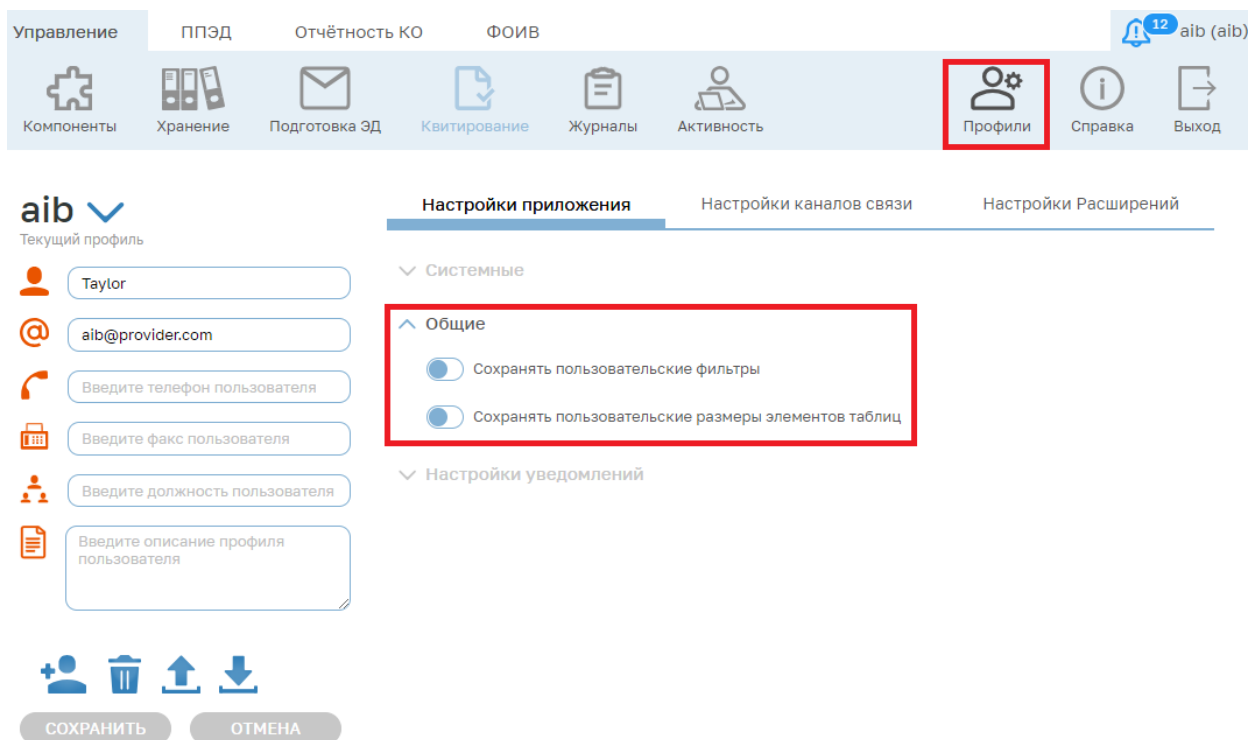 Управление ППЭД Отчётность КО ФОИВ 12 aib (aib)
Компоненты Хранение Подготовка ЭД Квитирование Журналы Активность Профили Справка Выход
aib
Текущий профиль
Taylor
aib@provider.com
Введите телефон пользователя
Введите факс пользователя
Введите должность пользователя
Введите описание профиля
пользователя
СОХРАНИТЬ ОТМЕНА
Настройки приложения Настройки каналов связи Настройки Расширений
Системные
Общие
Сохранять пользовательские фильтры
Сохранять пользовательские размеры элементов таблиц
Настройки уведомлений